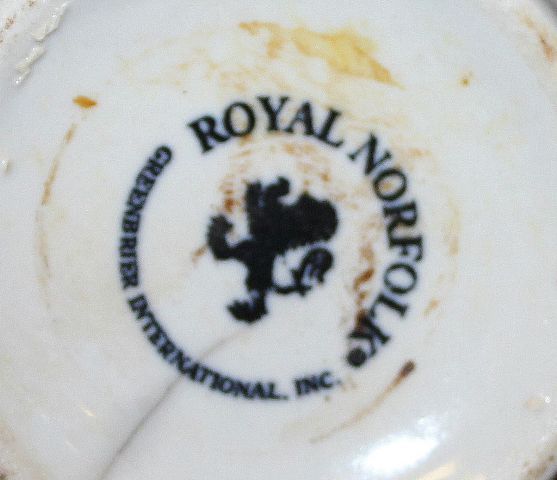 ROYAL NORFOLK®
GREENBRIER INTERNATIONAL, INC.